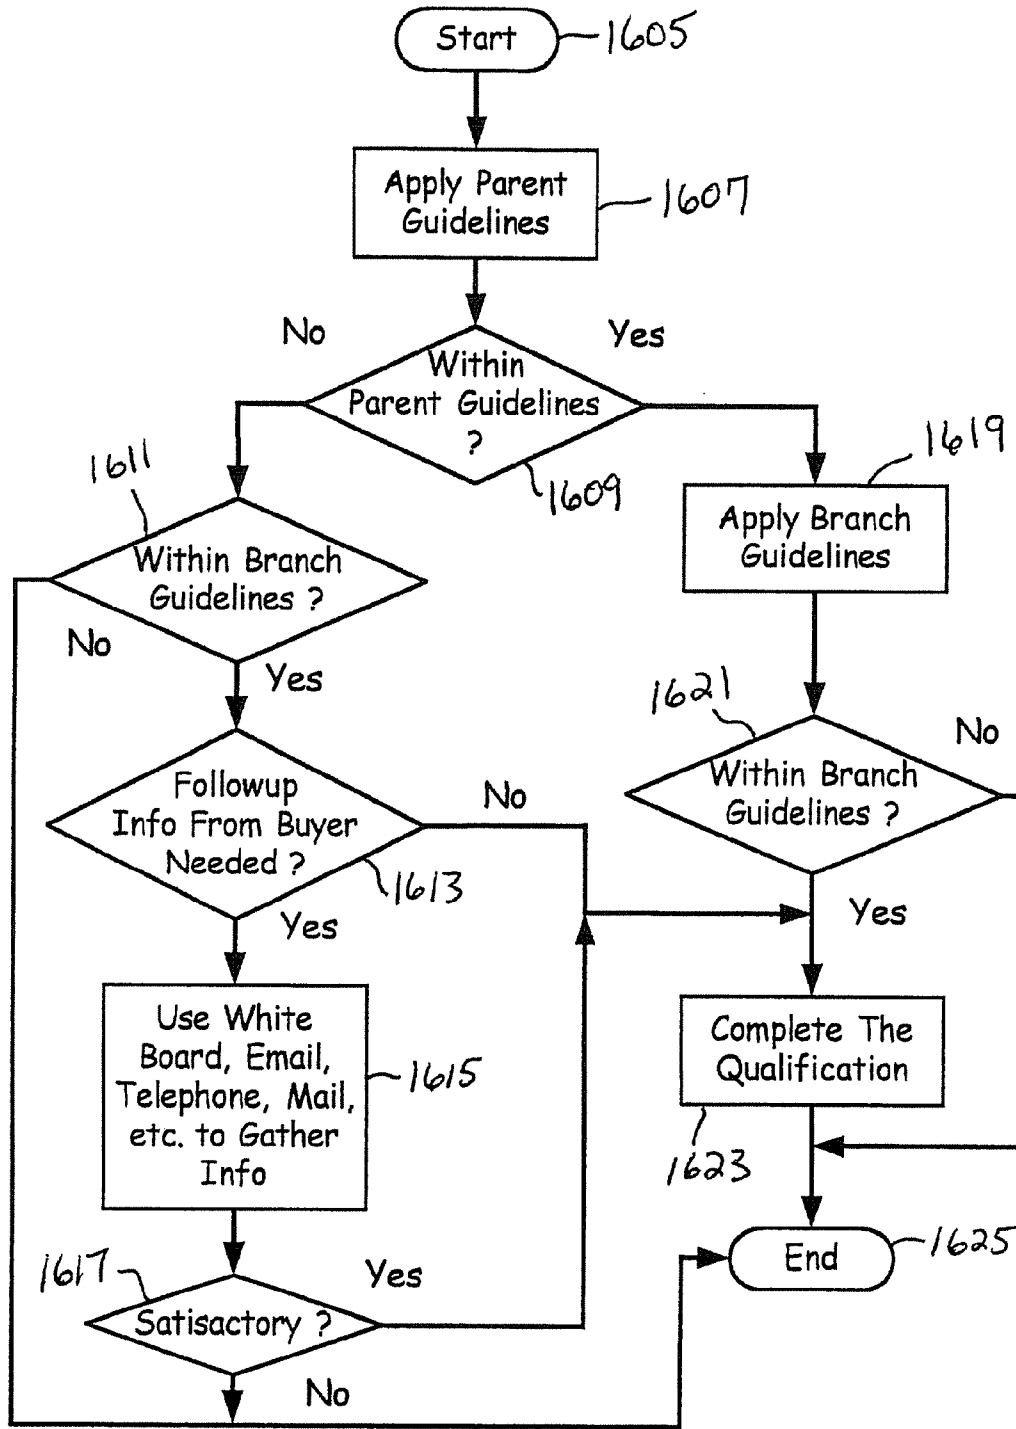 Start
1605
Apply Parent
Guidelines
1607
No
Yes
Within
Parent Guidelines
?
1609
1611
Within Branch
Guidelines ?
No
Yes
1619
Apply Branch
Guidelines
1621
Within Branch
Guidelines ?
No
Yes
Followup
Info From Buyer
Needed ?
1613
No
Yes
Use White
Board, Email,
Telephone, Mail,
etc. to Gather
Info
1615
Complete The
Qualification
1623
1617
Satisactory ?
Yes
No
End
1625